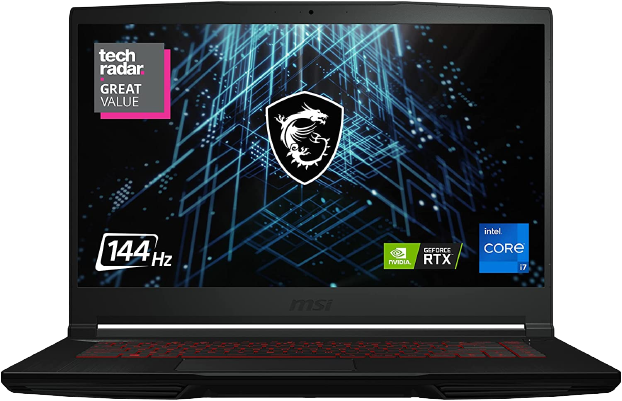 tech
radar.
GREAT
VALUE
144Hz
NVIDIA.
GEFORCE
RTX
intel.
CORE
i7
msi